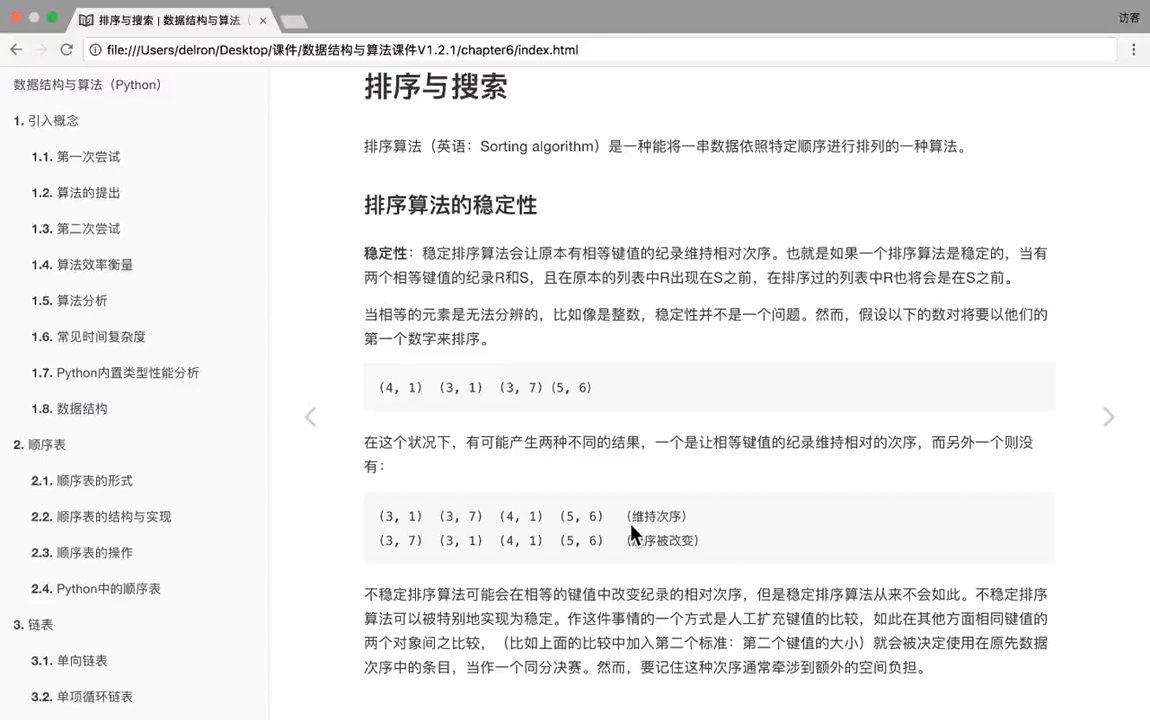 排序与搜索 | 数据结构与算法（
访客
file:///Users/delron/Desktop/课件/数据结构与算法课件V1.2.1/chapter6/index.html
数据结构与算法（Python）
1. 引入概念
1.1. 第一次尝试
1.2. 算法的提出
1.3. 第二次尝试
1.4. 算法效率衡量
1.5. 算法分析
1.6. 常见时间复杂度
1.7. Python内置类型性能分析
1.8. 数据结构
2. 顺序表
2.1. 顺序表的形式
2.2. 顺序表的结构与实现
2.3. 顺序表的操作
2.4. Python中的顺序表
3. 链表
3.1. 单向链表
3.2. 单项循环链表
排序与搜索
排序算法（英语：Sorting algorithm）是一种能将一串数据依照特定顺序进行排列的一种算法。
排序算法的稳定性
稳定性：稳定排序算法会让原本有相等键值的纪录维持相对次序。也就是如果一个排序算法是稳定的，当有
两个相等键值的纪录R和S，且在原本的列表中R出现在S之前，在排序过的列表中R也将会是在S之前。
当相等的元素是无法分辨的，比如像是整数，稳定性并不是一个问题。然而，假设以下的数对将要以他们的
第一个数字来排序。
(4, 1) (3, 1) (3, 7) (5, 6)
在这个状况下，有可能产生两种不同的结果，一个是让相等键值的纪录维持相对的次序，而另外一个则没
有：
(3, 1) (3, 7) (4, 1) (5, 6) (维持次序)
(3, 7) (3, 1) (4, 1) (5, 6) 序被改变)
不稳定排序算法可能会在相等的键值中改变纪录的相对次序，但是稳定排序算法从来不会如此。不稳定排序
算法可以被特别地实现为稳定。作这件事情的一个方式是人工扩充键值的比较，如此在其他方面相同键值的
两个对象间之比较，（比如上面的比较中加入第二个标准：第二个键值的大小）就会被决定使用在原先数据
次序中的条目，当作一个同分决赛。然而，要记住这种次序通常牵涉到额外的空间负担。